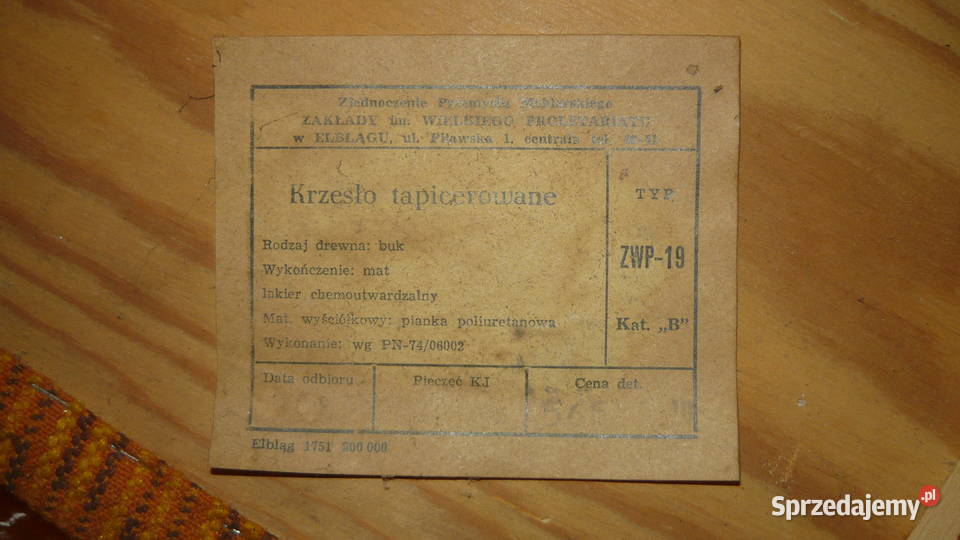 Zjednoczenie Przemysłu Meblarskiego
ZAKŁADY im. WIELKIEGO PROLETARIATU
w ELBLĄGU, ul. Pławska 1, centrala tel.
Krzesło tapicerowane
TYP
Rodzaj drewna: buk
ZWP-19
Wykończenie: mat
lakier chemoutwardzalny
Mat. wyściółkowy: pianka poliuretanowa
Kat. „B”
Wykonanie: wg PN-74/06002
Data odbioru
Pieczęć KJ
Cena det.
Elbląg 1751 300 000
Sprzedajemy.pl